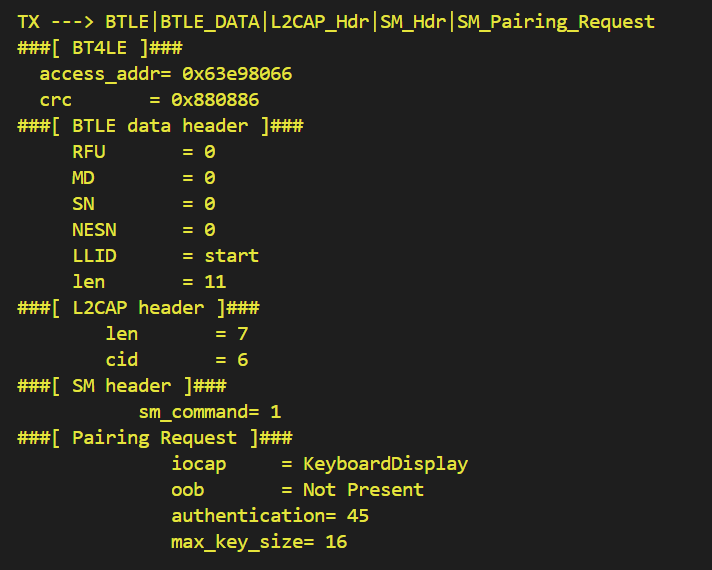 TX ---> BTLE|BTLE_DATA|L2CAP_Hdr|SM_Hdr|SM_Pairing_Request
###[ BT4LE ]###
  access_addr= 0x63e98066
  crc       = 0x880886
###[ BTLE data header ]###
     RFU       = 0
     MD        = 0
     SN        = 0
     NESN      = 0
     LLID      = start
     len       = 11
###[ L2CAP header ]###
        len       = 7
        cid       = 6
###[ SM header ]###
           sm_command= 1
###[ Pairing Request ]###
              iocap     = KeyboardDisplay
              oob       = Not Present
              authentication= 45
              max_key_size= 16